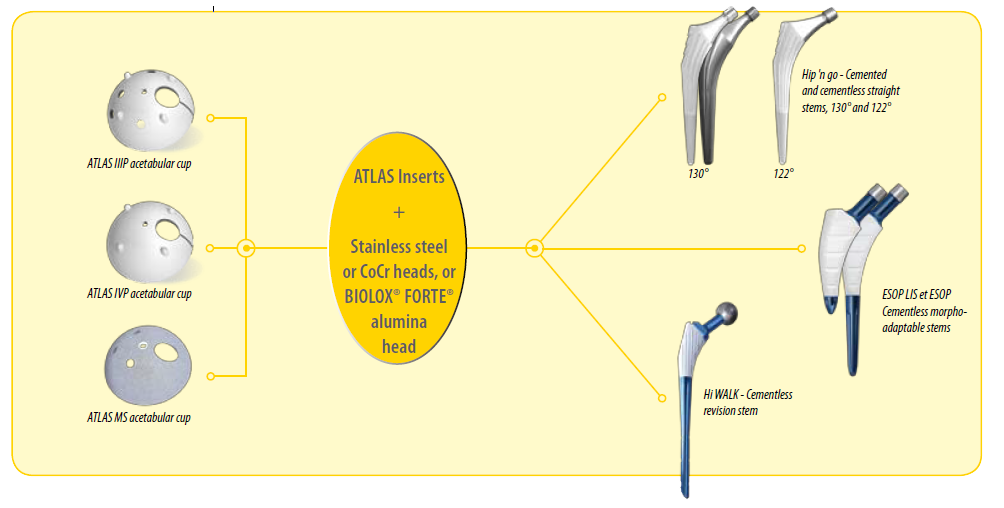 ATLAS IIIP acetabular cup
ATLAS IVP acetabular cup
ATLAS MS acetabular cup
ATLAS Inserts
+
Stainless steel
or CoCr heads, or
BIOLOX® FORTE®
alumina
head
130°
122°
Hip 'n go - Cemented
and cementless straight
stems, 130° and 122°
ESOP LIS et ESOP
Cementless morpho-
adaptable stems
Hi WALK - Cementless
revision stem